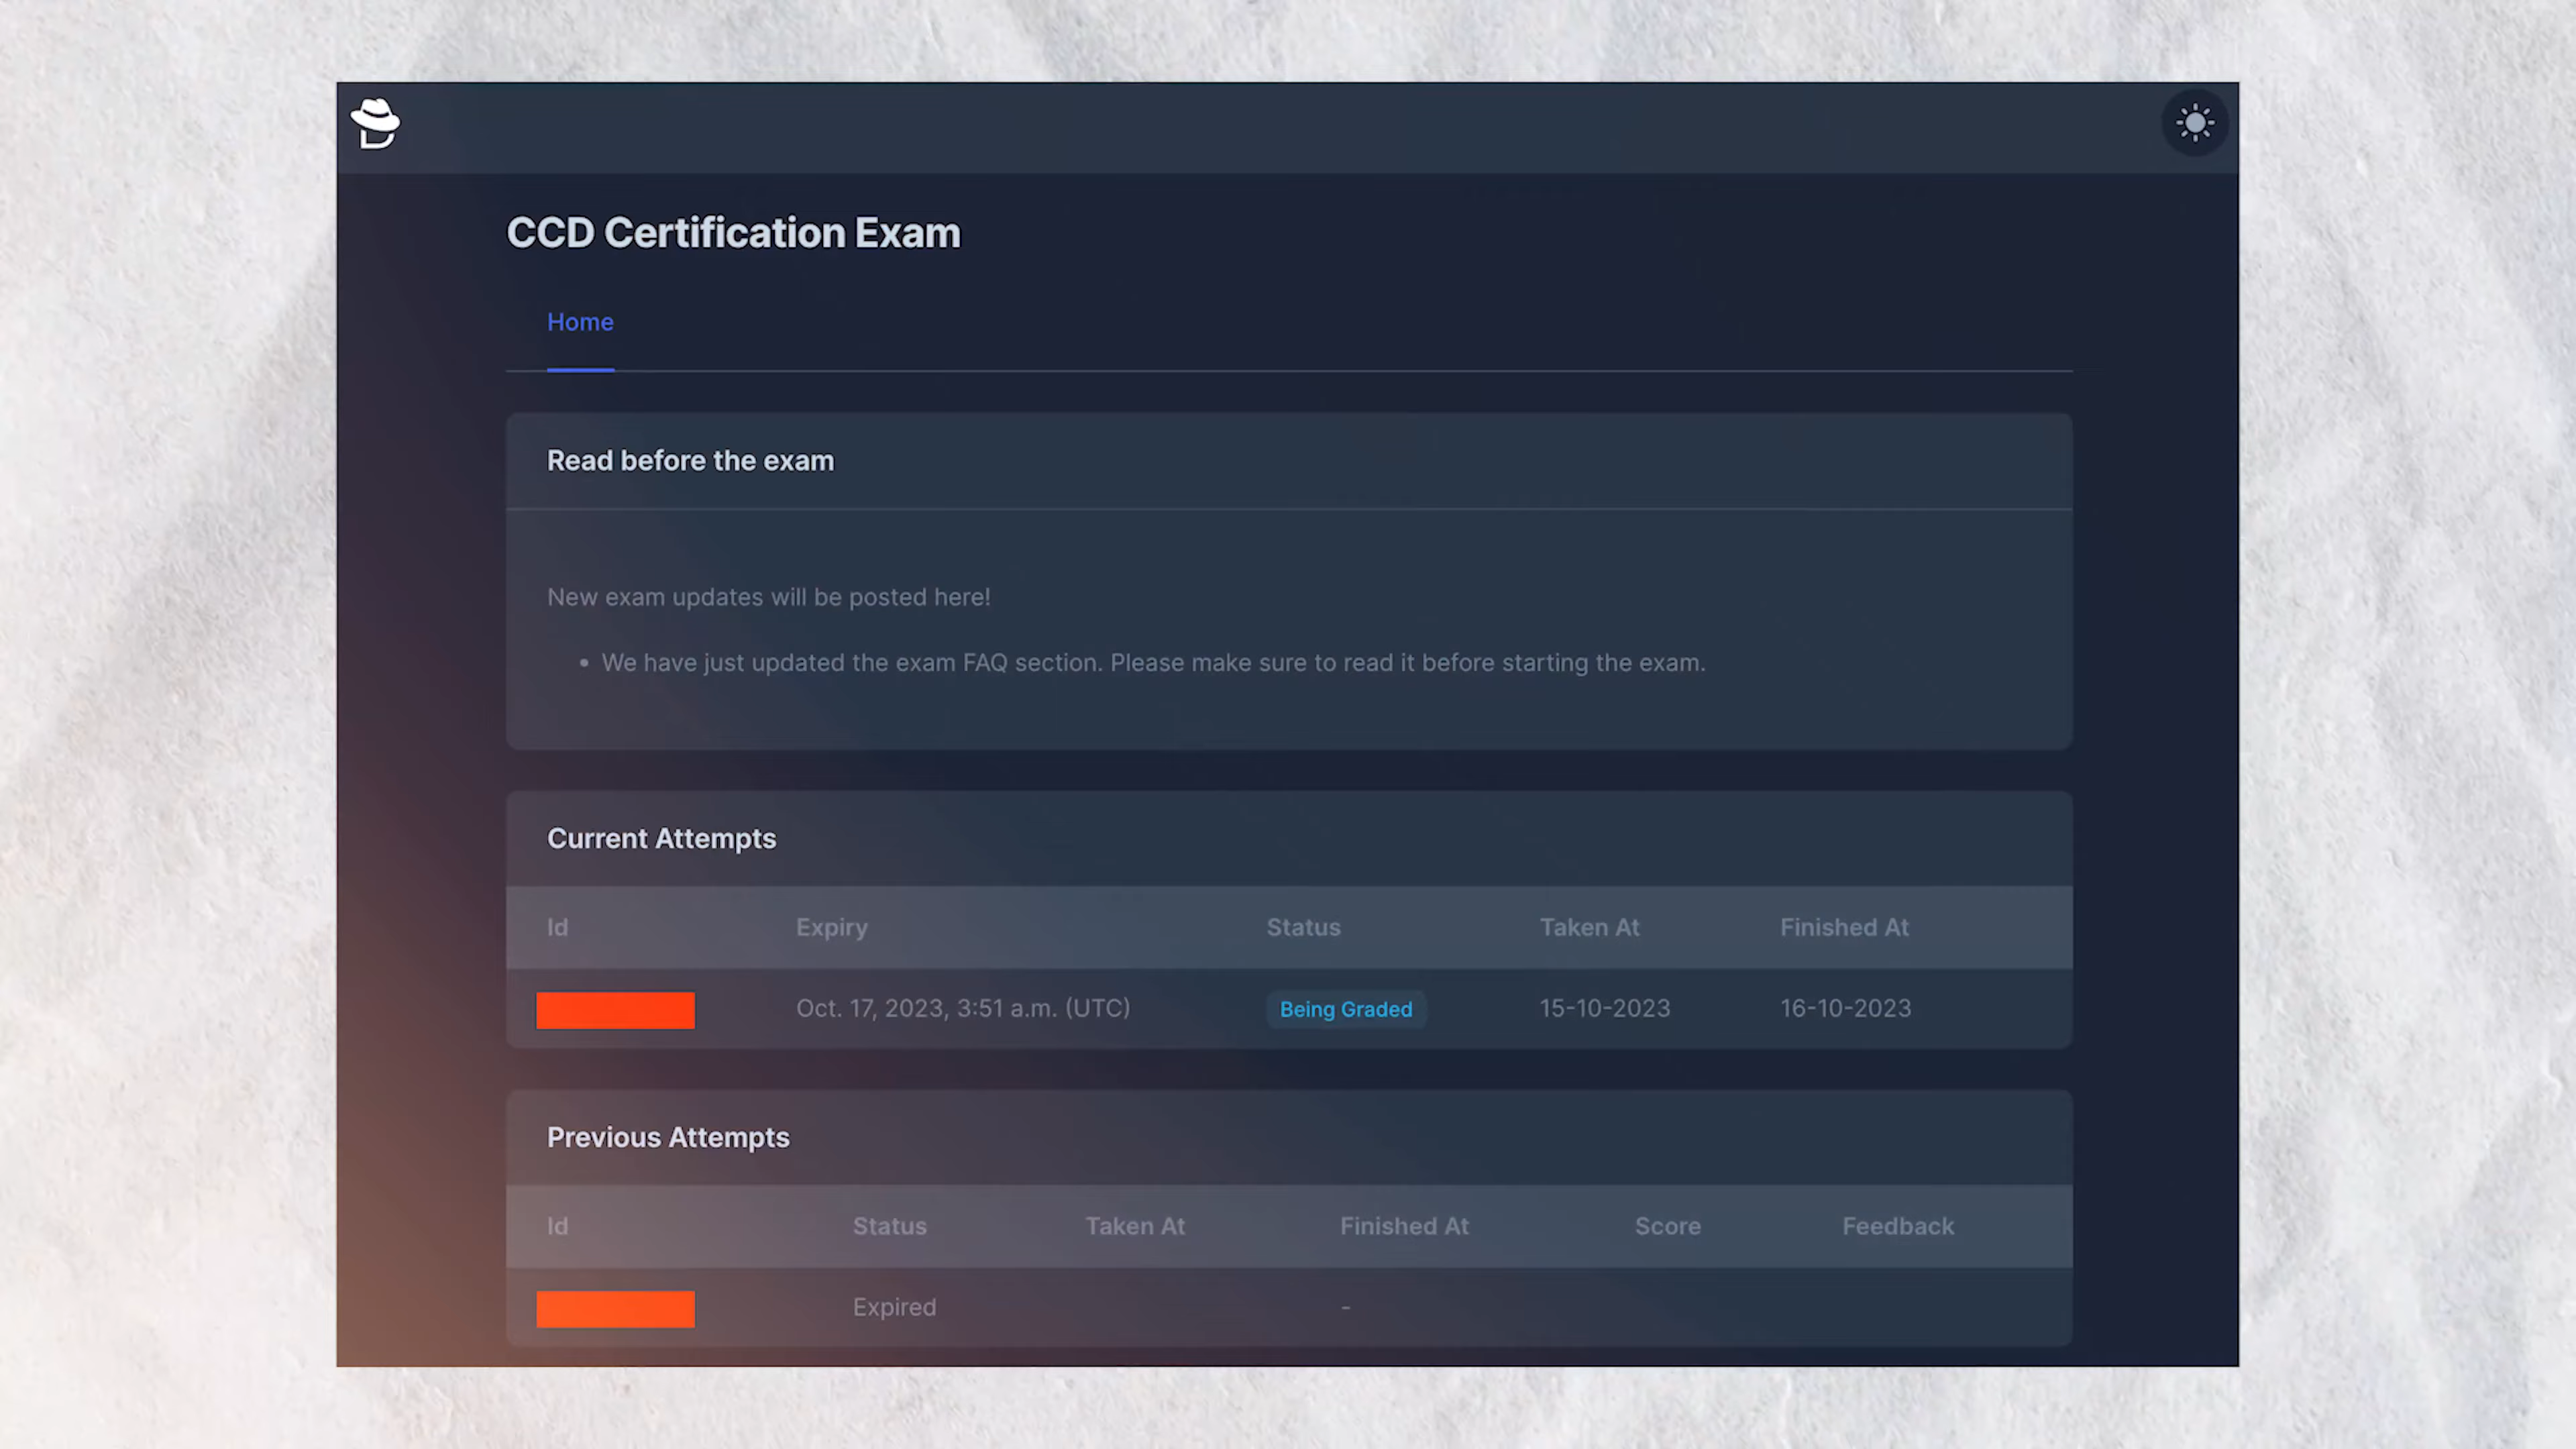 CCD Certification Exam
Home
Read before the exam
New exam updates will be posted here!
• We have just updated the exam FAQ section. Please make sure to read it before starting the exam.
Current Attempts
Id Expiry Status Taken At Finished At
Oct. 17, 2023, 3:51 a.m. (UTC) Being Graded 15-10-2023 16-10-2023
Previous Attempts
Id Status Taken At Finished At Score Feedback
Expired -